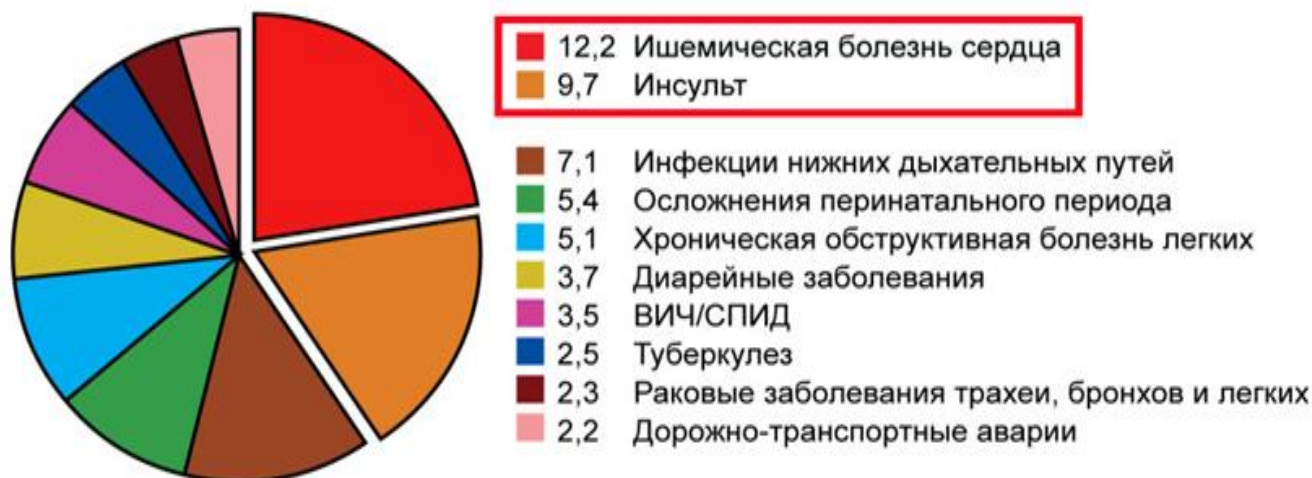 12,2 Ишемическая болезнь сердца
9,7 Инсульт
7,1 Инфекции нижних дыхательных путей
5,4 Осложнения перинатального периода
5,1 Хроническая обструктивная болезнь легких
3,7 Диарейные заболевания
3,5 ВИЧ/СПИД
2,5 Туберкулез
2,3 Раковые заболевания трахеи, бронхов и легких
2,2 Дорожно-транспортные аварии